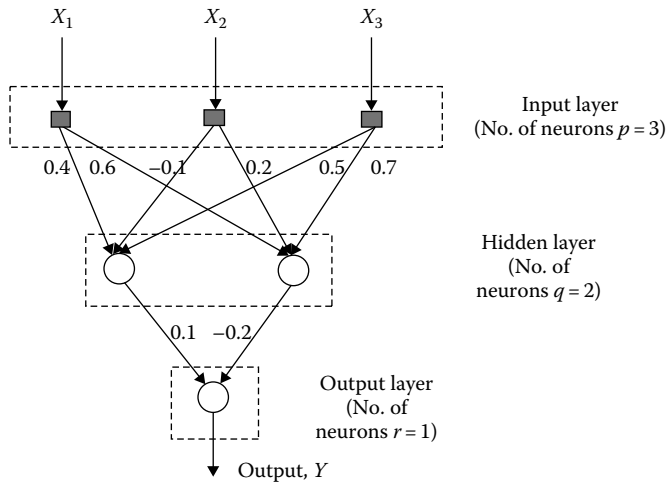 X1 X2 X3
Input layer
(No. of neurons p = 3)
0.4 0.6 –0.1 0.2 0.5 0.7
Hidden layer
(No. of
neurons q = 2)
0.1 –0.2
Output layer
(No. of
neurons r = 1)
Output, Y